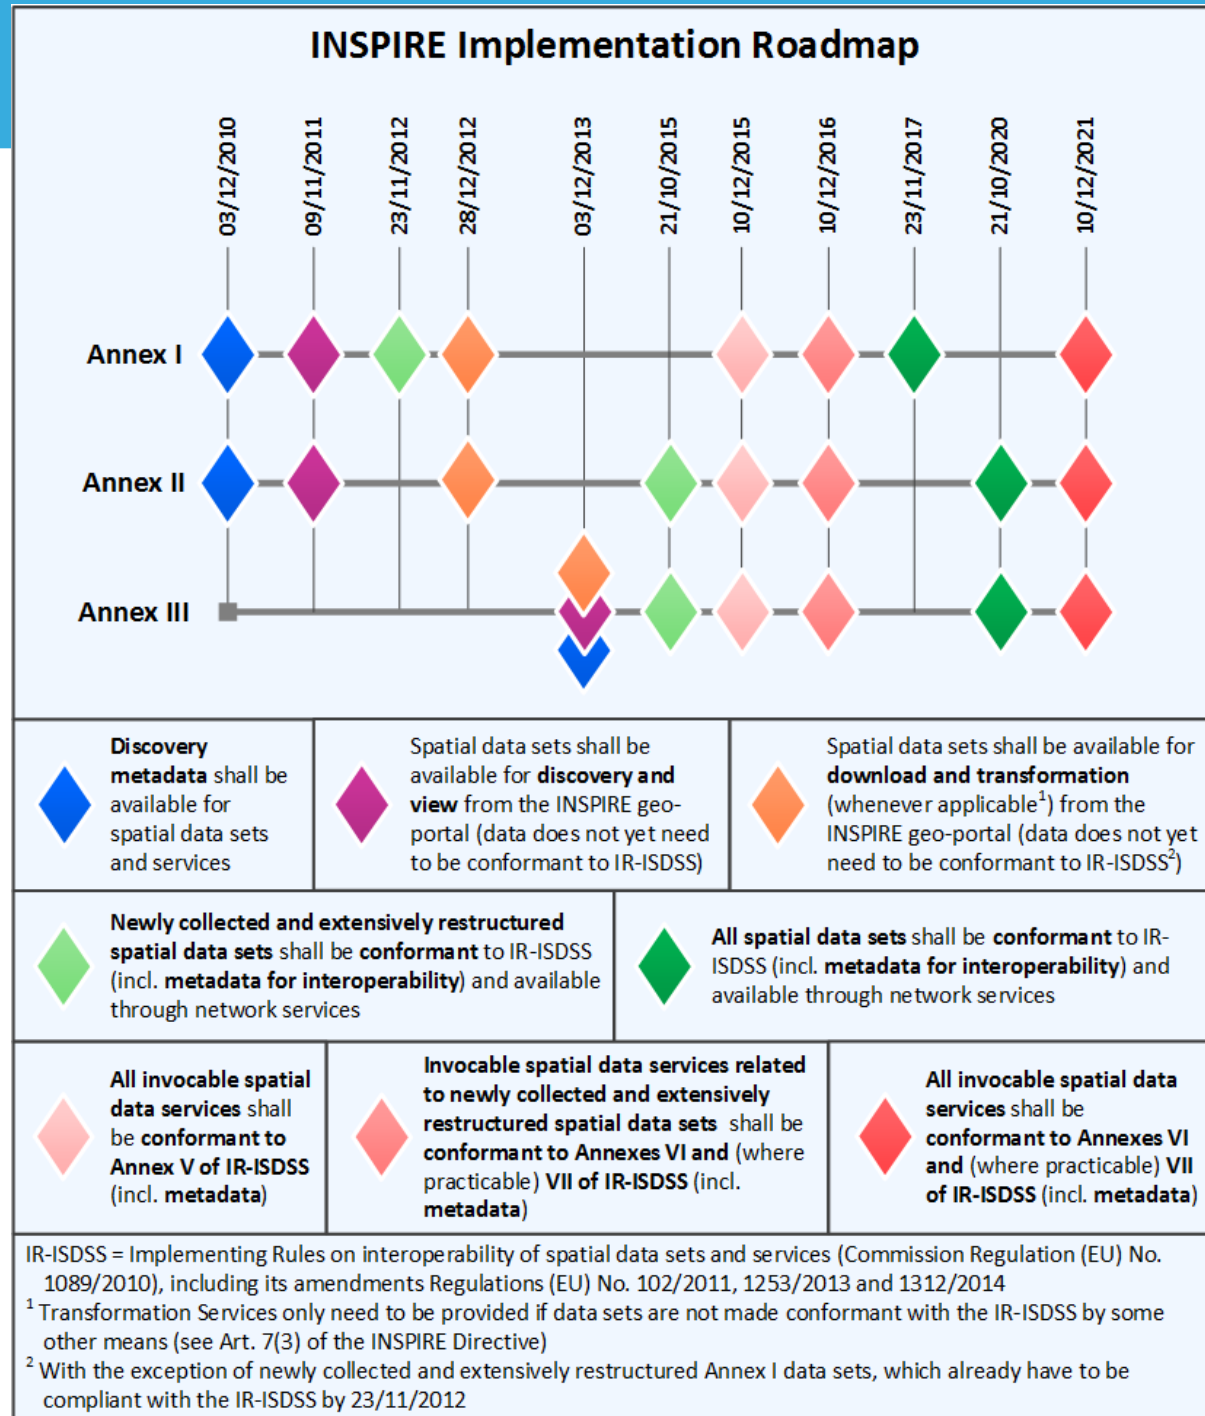 INSPIRE Implementation Roadmap
03/12/2010
09/11/2011
23/11/2012
28/12/2012
03/12/2013
21/10/2015
10/12/2015
10/12/2016
23/11/2017
21/10/2020
10/12/2021
Annex I
Annex II
Annex III
Discovery
metadata shall be
available for
spatial data sets
and services
Spatial data sets shall be
available for discovery and
view from the INSPIRE geo-
portal (data does not yet need
to be conformant to IR-ISDSS)
Spatial data sets shall be available for
download and transformation
(whenever applicable¹) from the
INSPIRE geo-portal (data does not yet
need to be conformant to IR-ISDSS²)
Newly collected and extensively restructured
spatial data sets shall be conformant to IR-ISDSS
(incl. metadata for interoperability) and available
through network services
All spatial data sets shall be conformant to IR-
ISDSS (incl. metadata for interoperability) and
available through network services
All invocable spatial
data services shall
be conformant to
Annex V of IR-ISDSS
(incl. metadata)
Invocable spatial data services related
to newly collected and extensively
restructured spatial data sets shall be
conformant to Annexes VI and (where
practicable) VII of IR-ISDSS (incl.
metadata)
All invocable spatial data
services shall be
conformant to Annexes VI
and (where practicable) VII
of IR-ISDSS (incl. metadata)
IR-ISDSS = Implementing Rules on interoperability of spatial data sets and services (Commission Regulation (EU) No.
1089/2010), including its amendments Regulations (EU) No. 102/2011, 1253/2013 and 1312/2014
¹ Transformation Services only need to be provided if data sets are not made conformant with the IR-ISDSS by some
other means (see Art. 7(3) of the INSPIRE Directive)
² With the exception of newly collected and extensively restructured Annex I data sets, which already have to be
compliant with the IR-ISDSS by 23/11/2012